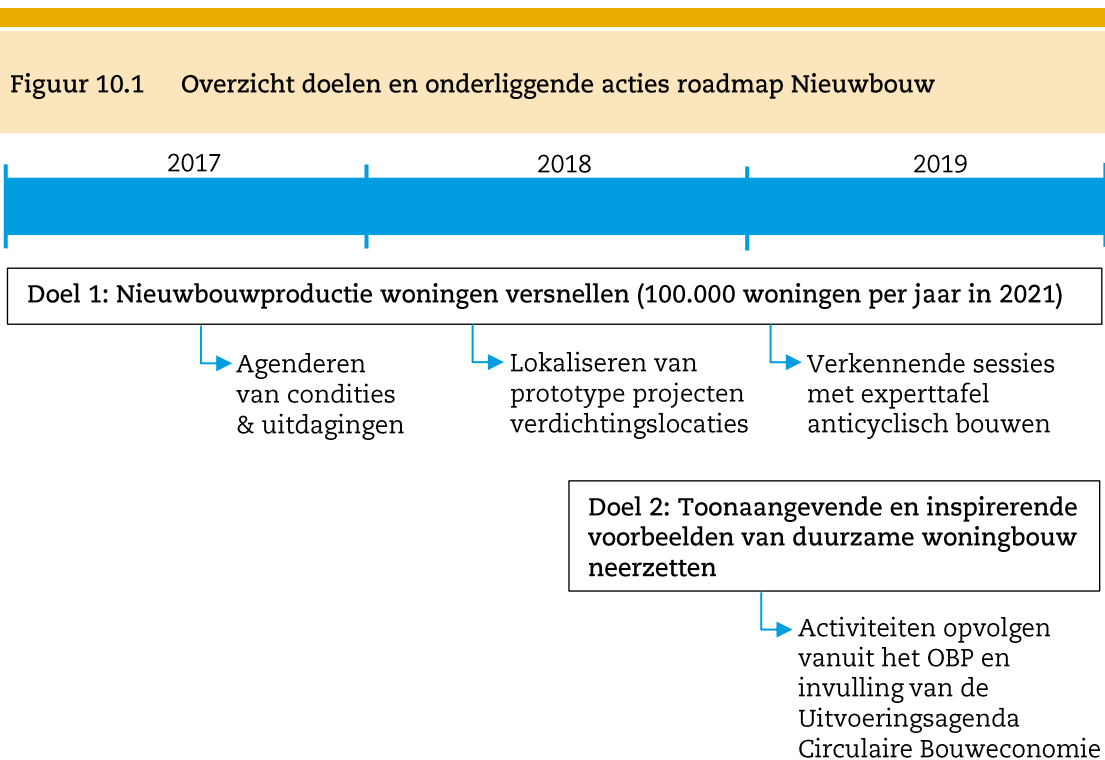 Figuur 10.1 Overzicht doelen en onderliggende acties roadmap Nieuwbouw
2017 2018 2019
Doel 1: Nieuwbouwproductie woningen versnellen (100.000 woningen per jaar in 2021)
Agenderen
van condities
& uitdagingen
Lokaliseren van
prototype projecten
verdichtingslocaties
Verkennende sessies
met experttafel
anticyclisch bouwen
Doel 2: Toonaangevende en inspirerende
voorbeelden van duurzame woningbouw
neerzetten
Activiteiten opvolgen
vanuit het OBP en
invulling van de
Uitvoeringsagenda
Circulaire Bouweconomie